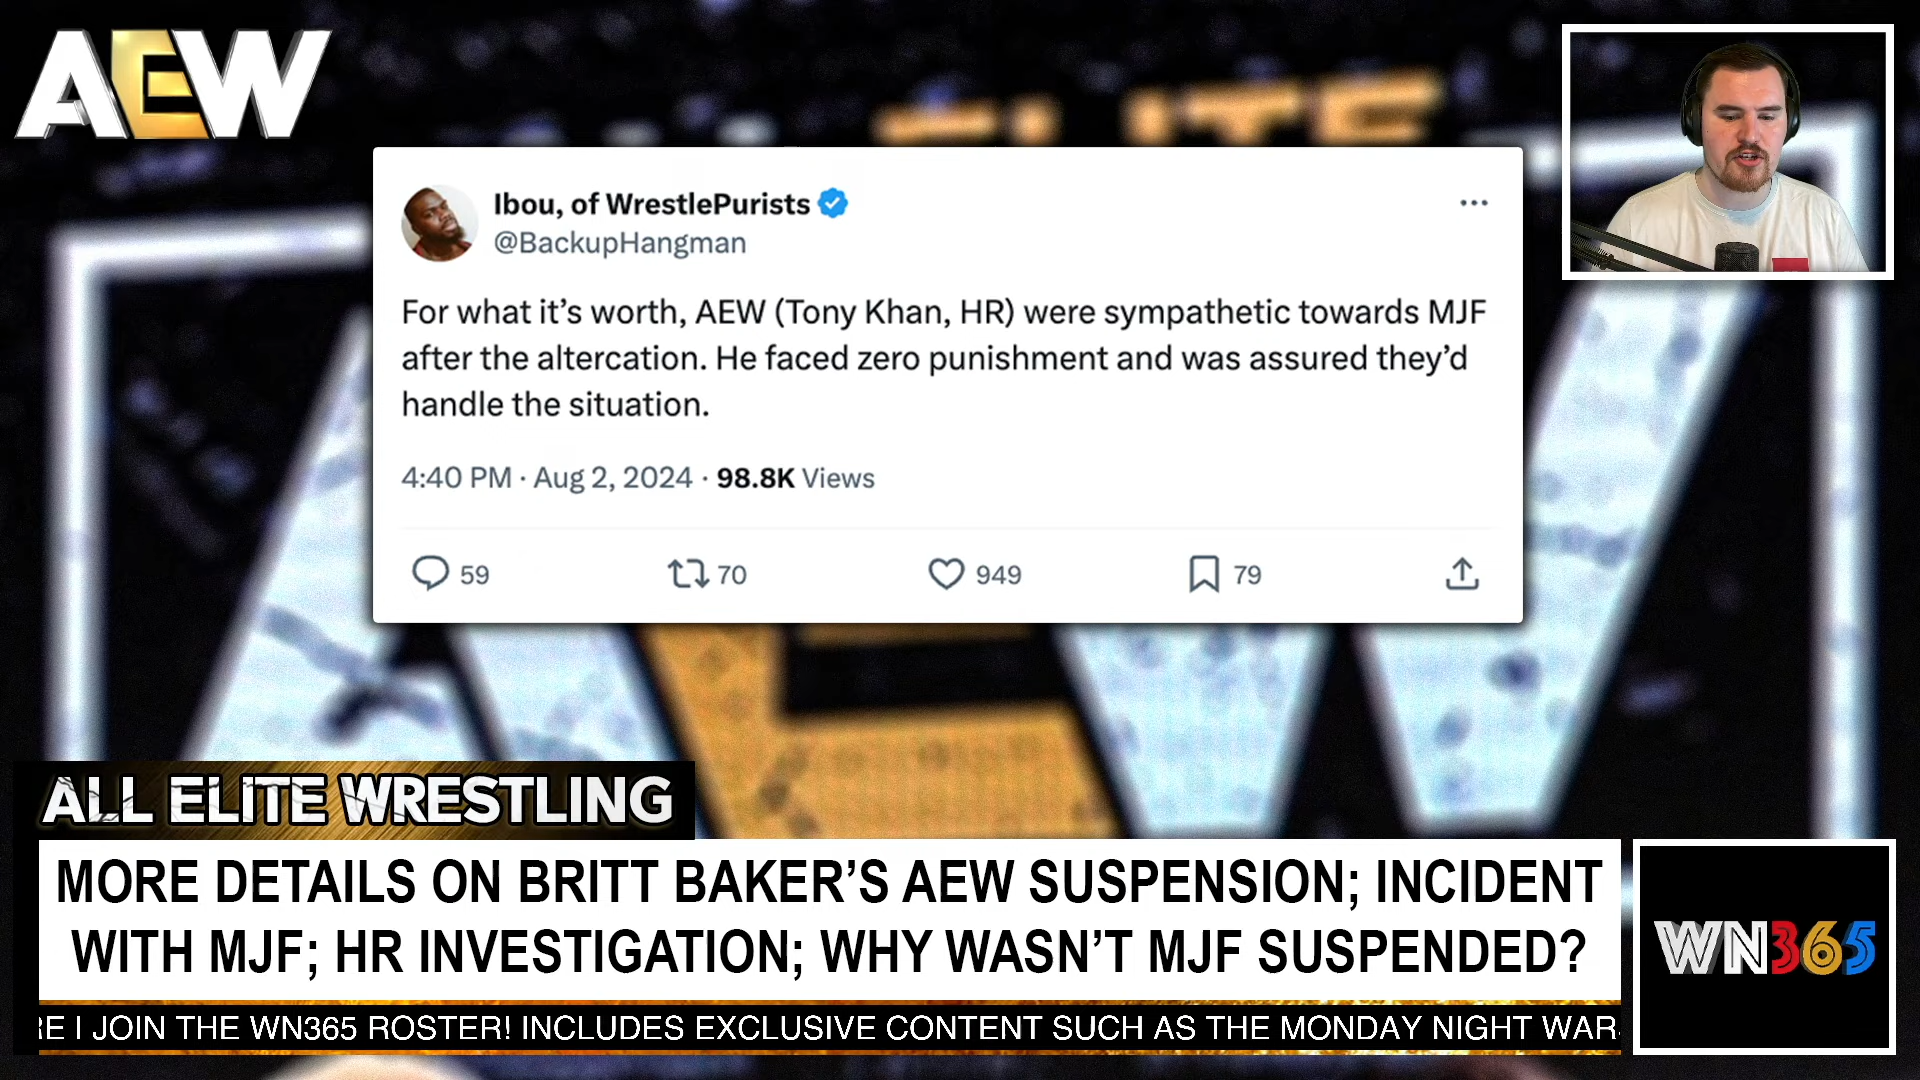 AEW
ELITE
Ibou, of WrestlePurists
@BackupHangman
For what it’s worth, AEW (Tony Khan, HR) were sympathetic towards MJF
after the altercation. He faced zero punishment and was assured they’d
handle the situation.
4:40 PM · Aug 2, 2024 · 98.8K Views
59 70 949 79
ALL ELITE WRESTLING
MORE DETAILS ON BRITT BAKER’S AEW SUSPENSION; INCIDENT
WITH MJF; HR INVESTIGATION; WHY WASN’T MJF SUSPENDED?
WN365
RE I JOIN THE WN365 ROSTER! INCLUDES EXCLUSIVE CONTENT SUCH AS THE MONDAY NIGHT WAR